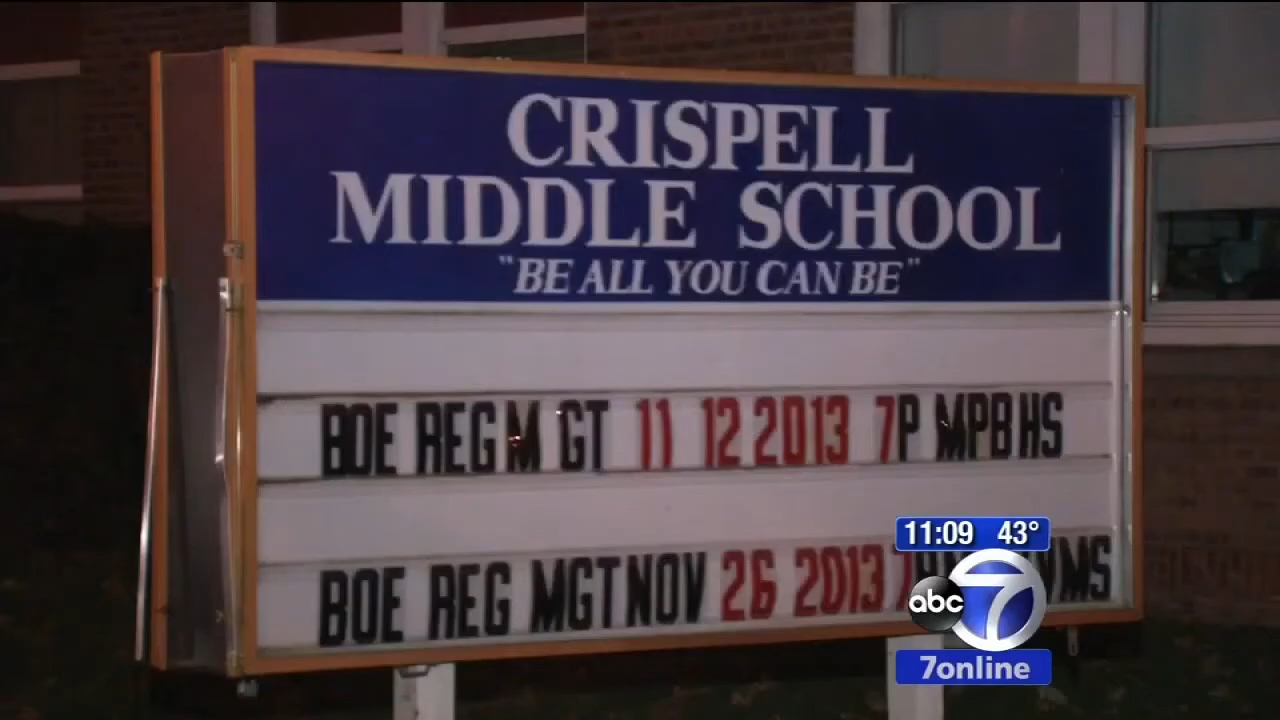 CRISPELL
MIDDLE SCHOOL
"BE ALL YOU CAN BE"
BOE REG M GT 11 12 2013 7P MPBHS
BOE REG MGT NOV 26 2013 7
11:09 43°
abc 7
7online